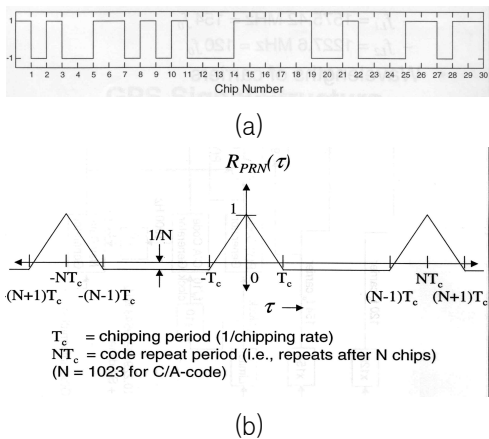 1
-1
1 2 3 4 5 6 7 8 9 10 11 12 13 14 15 16 17 18 19 20 21 22 23 24 25 26 27 28 29 30
Chip Number
(a)
R_PRN(τ)
1
1/N
-NT_c -T_c 0 T_c NT_c
-(N+1)T_c -(N-1)T_c (N-1)T_c (N+1)T_c
τ →
T_c = chipping period (1/chipping rate)
NT_c = code repeat period (i.e., repeats after N chips)
(N = 1023 for C/A-code)
(b)